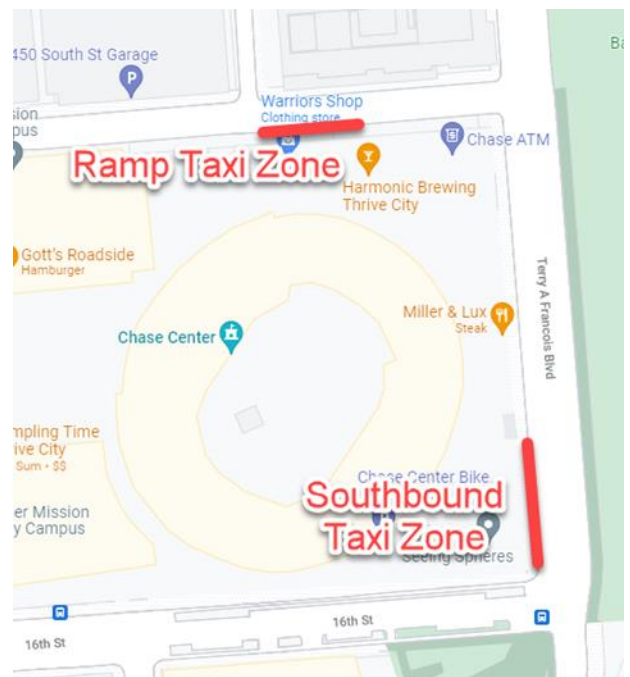 Ba
450 South St Garage
P
Warriors Shop
Clothing store
Chase ATM
sion
pus
Ramp Taxi Zone
Harmonic Brewing
Thrive City
Gott's Roadside
Hamburger
Terry A Francois Blvd
Miller & Lux
Steak
Chase Center
mpling Time
ive City
Sum • $$
Chase Center Bike
Southbound
Taxi Zone
Seeing Spheres
er Mission
y Campus
16th St
16th St